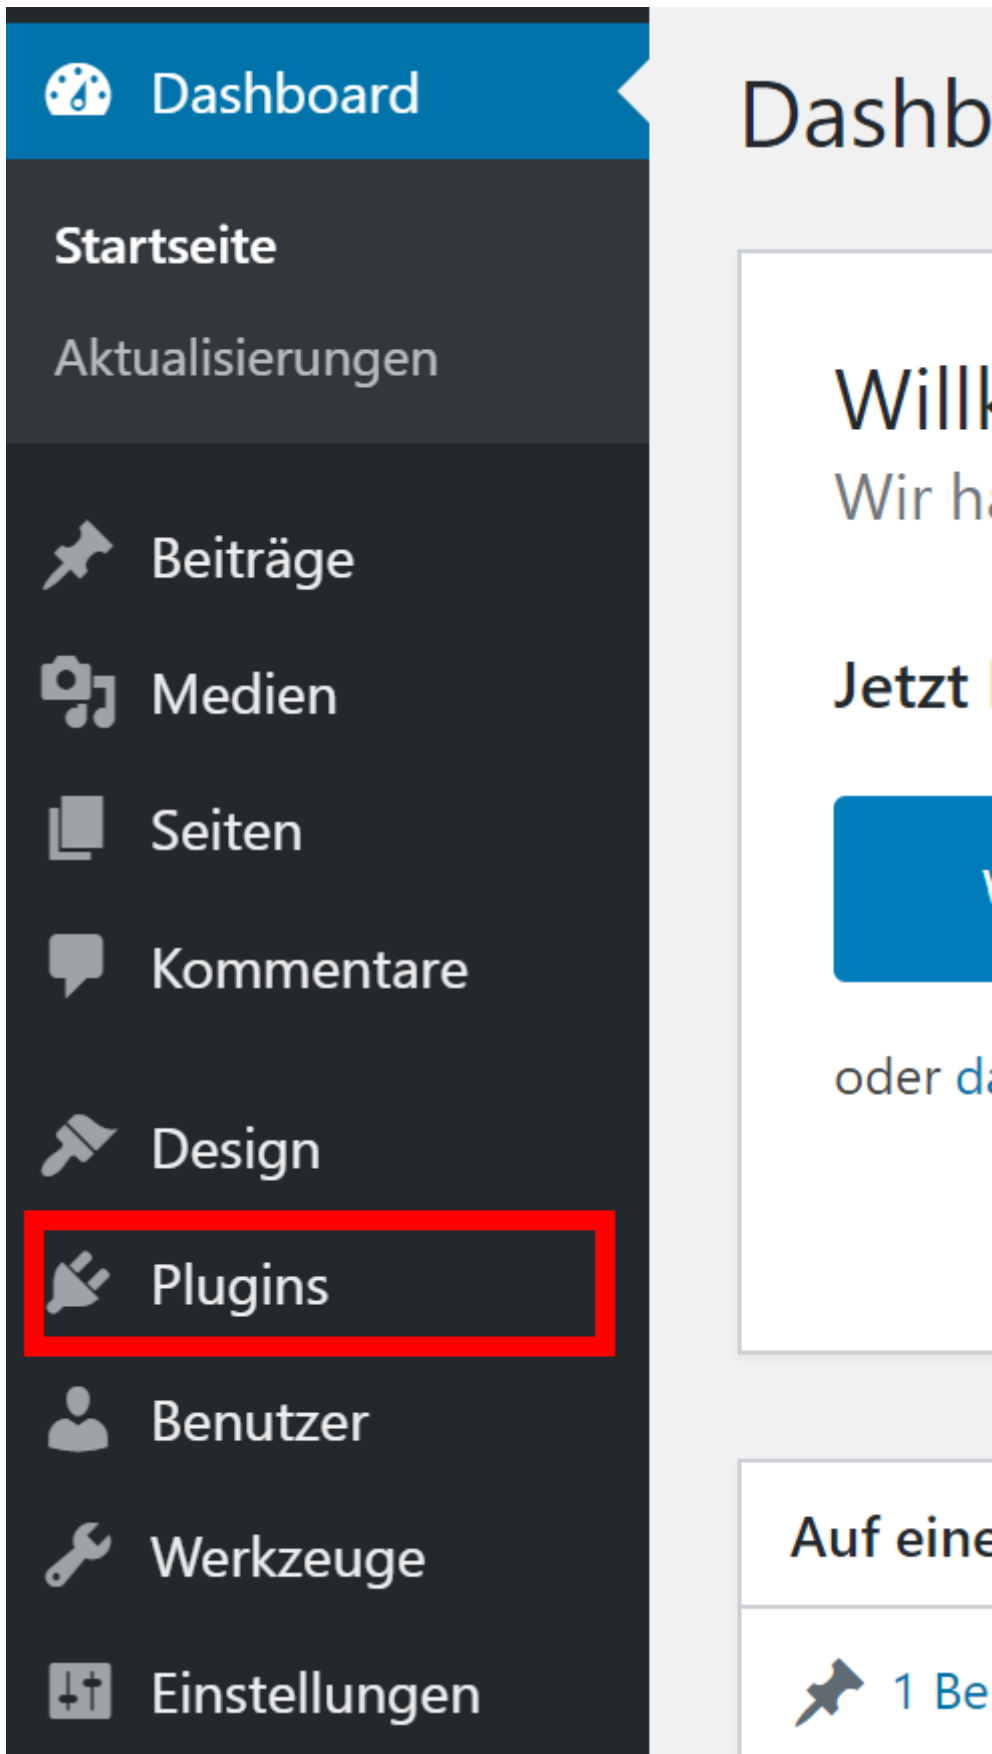 Dashboard
Startseite
Aktualisierungen
Beiträge
Medien
Seiten
Kommentare
Design
Plugins
Benutzer
Werkzeuge
Einstellungen
Dashb
Will
Wir ha
Jetzt
oder da
Auf eine
1 Be